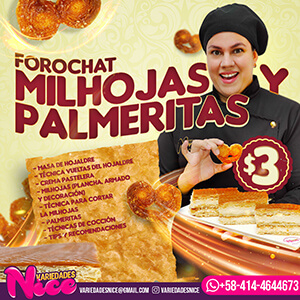 FOROCHAT
MILHOJAS Y
PALMERITAS
- MASA DE HOJALDRE
- TÉCNICA VUELTAS DEL HOJALDRE
- CREMA PASTELERA
- MILHOJAS (PLANCHA, ARMADO
Y DECORACIÓN)
- TÉCNICA PARA CORTAR
LA MILHOJAS
- PALMERITAS
- TÉCNICAS DE COCCIÓN
- TIPS Y RECOMENDACIONES
$3
VARIEDADES
Nice
VARIEDADESNICE@GMAIL.COM
VARIEDADESNICE
+58-414-4644673